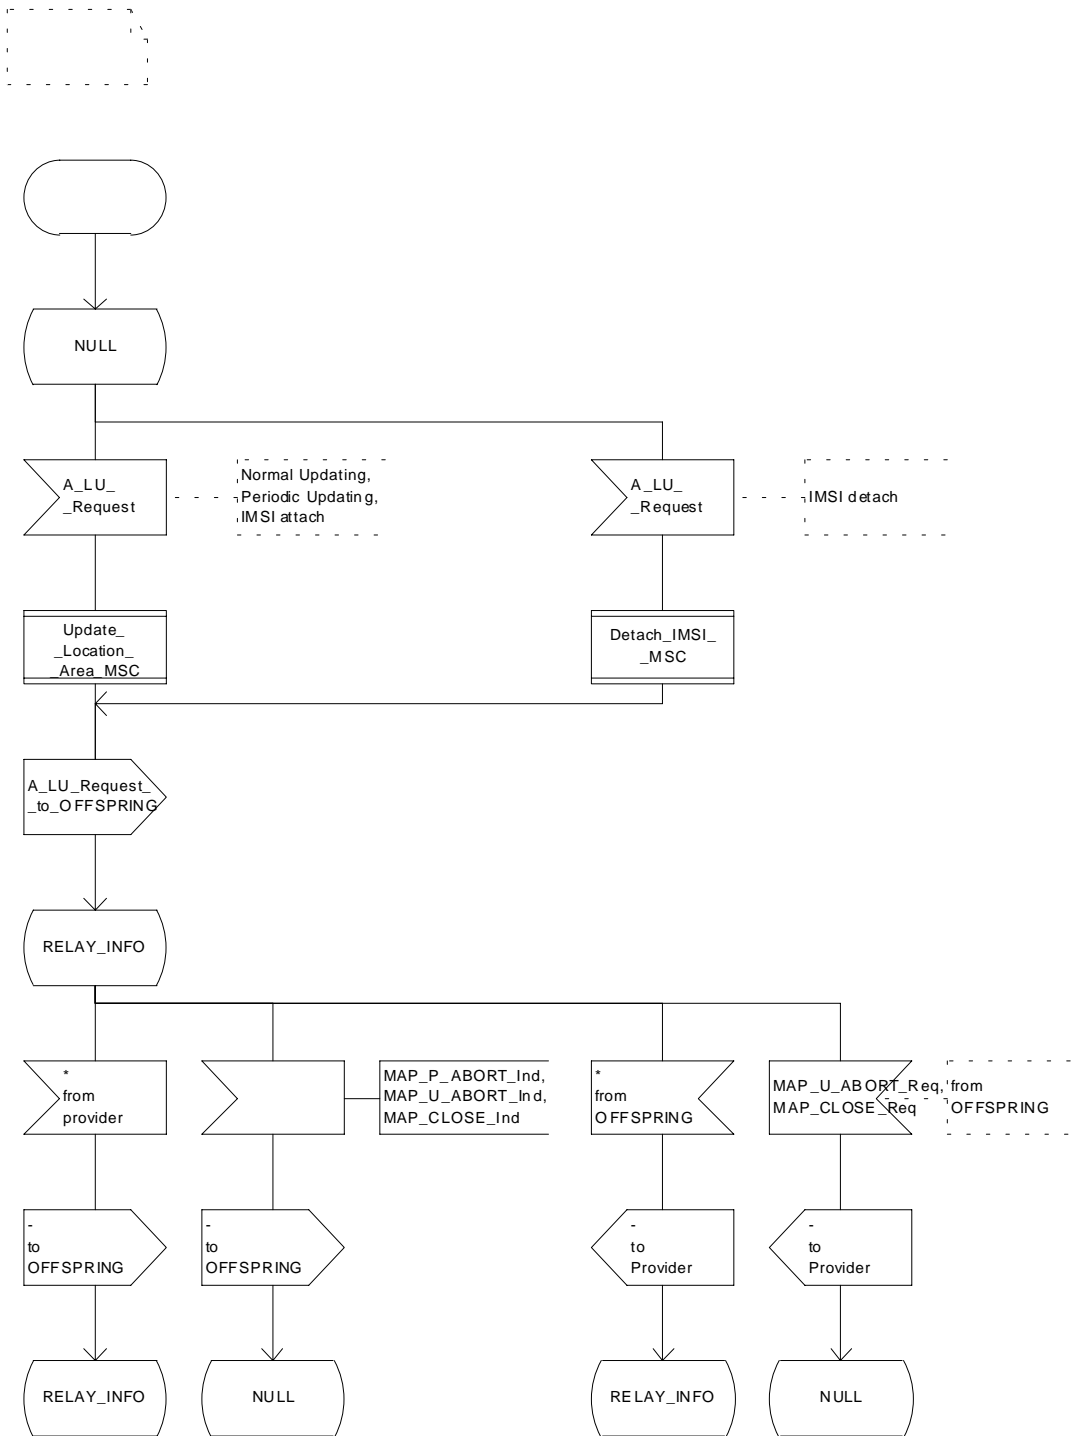 NULL
A_LU_
_Request
Normal Updating,
Periodic Updating,
IMSI attach
A_LU_
_Request
IMSI detach
Update_
_Location_
_Area_MSC
Detach_IMSI_
_MSC
A_LU_Request_
_to_OFFSPRING
RELAY_INFO
*
from
provider
MAP_P_ABORT_Ind,
MAP_U_ABORT_Ind,
MAP_CLOSE_Ind
*
from
OFFSPRING
MAP_U_ABORT_Req,
MAP_CLOSE_Req
from
OFFSPRING
-
to
OFFSPRING
-
to
OFFSPRING
-
to
Provider
-
to
Provider
RELAY_INFO
NULL
RELAY_INFO
NULL